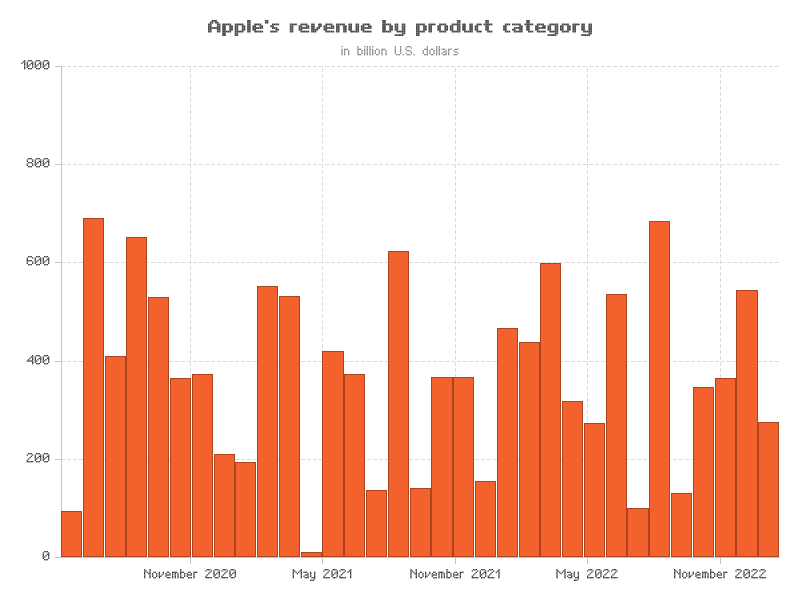 Apple's revenue by product category
in billion U.S. dollars
1000
800
600
400
200
0
November 2020 May 2021 November 2021 May 2022 November 2022